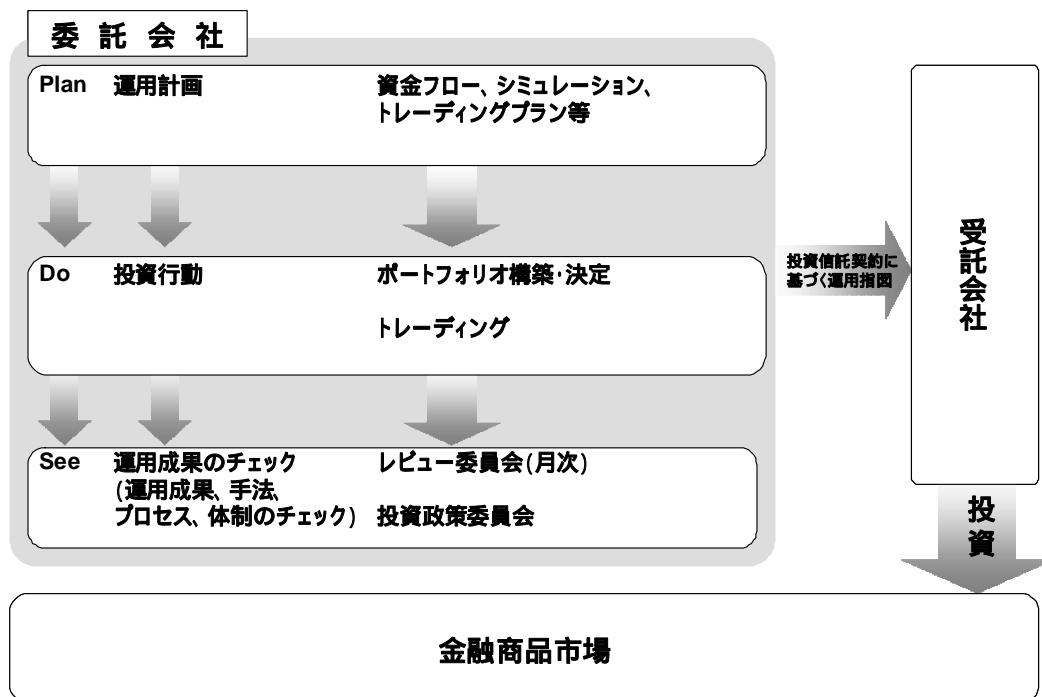 委託会社
Plan 運用計画 資金フロー、シミュレーション、
トレーディングプラン等
Do 投資行動 ポートフォリオ構築・決定
トレーディング
See 運用成果のチェック レビュー委員会(月次)
(運用成果、手法、
プロセス、体制のチェック) 投資政策委員会
投資信託契約に
基づく運用指図
受託会社
投資
金融商品市場